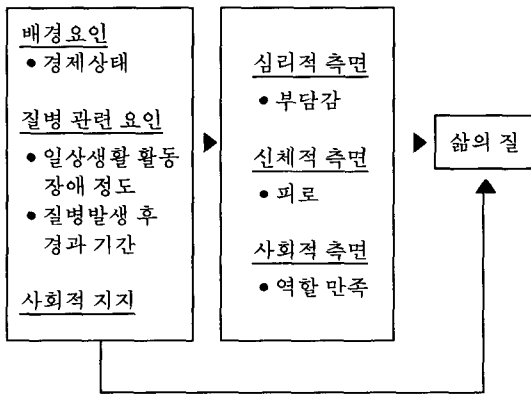 배경요인
• 경제상태
질병 관련 요인
• 일상생활 활동
장애 정도
• 질병발생 후
경과 기간
사회적 지지
심리적 측면
• 부담감
신체적 측면
• 피로
사회적 측면
• 역할 만족
삶의 질